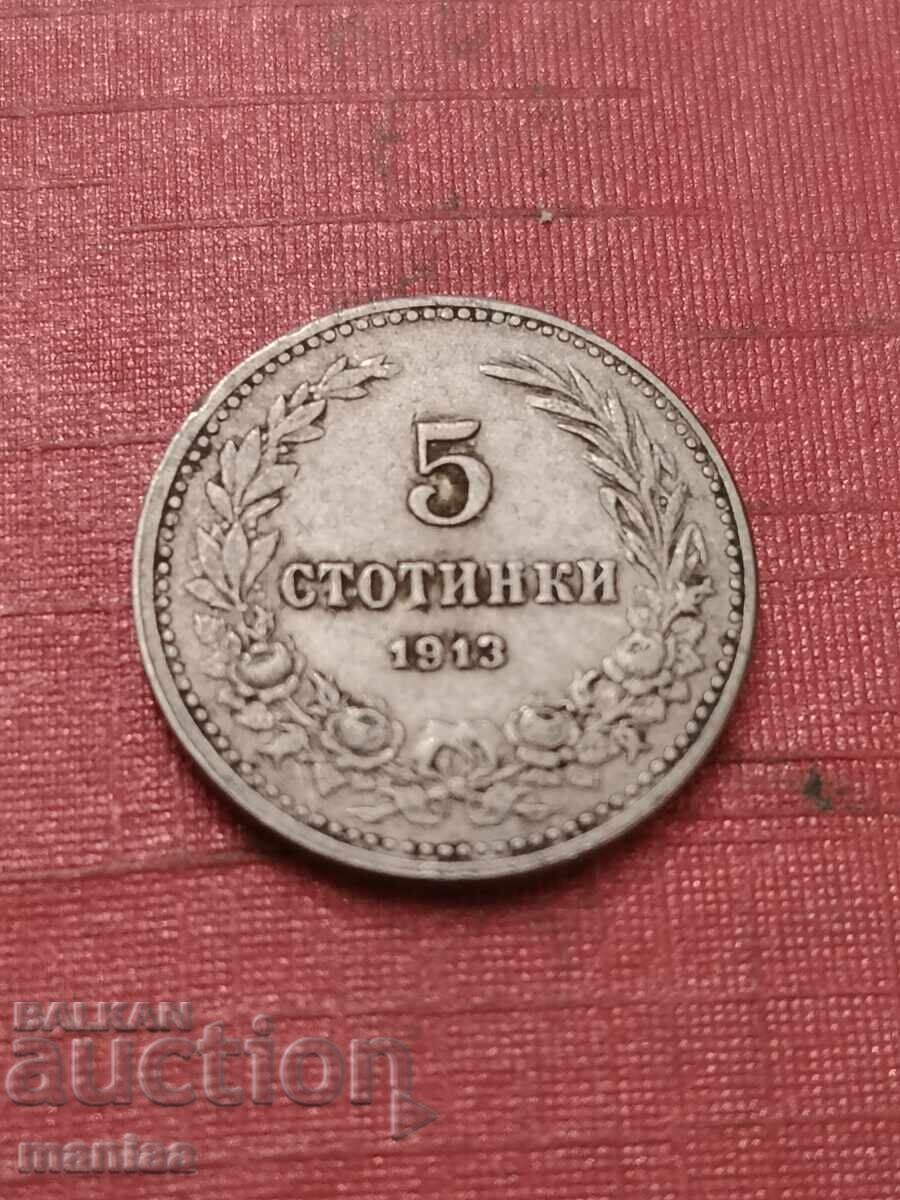 5
СТОТИНКИ
1913
BALKAN
auction
maniaa